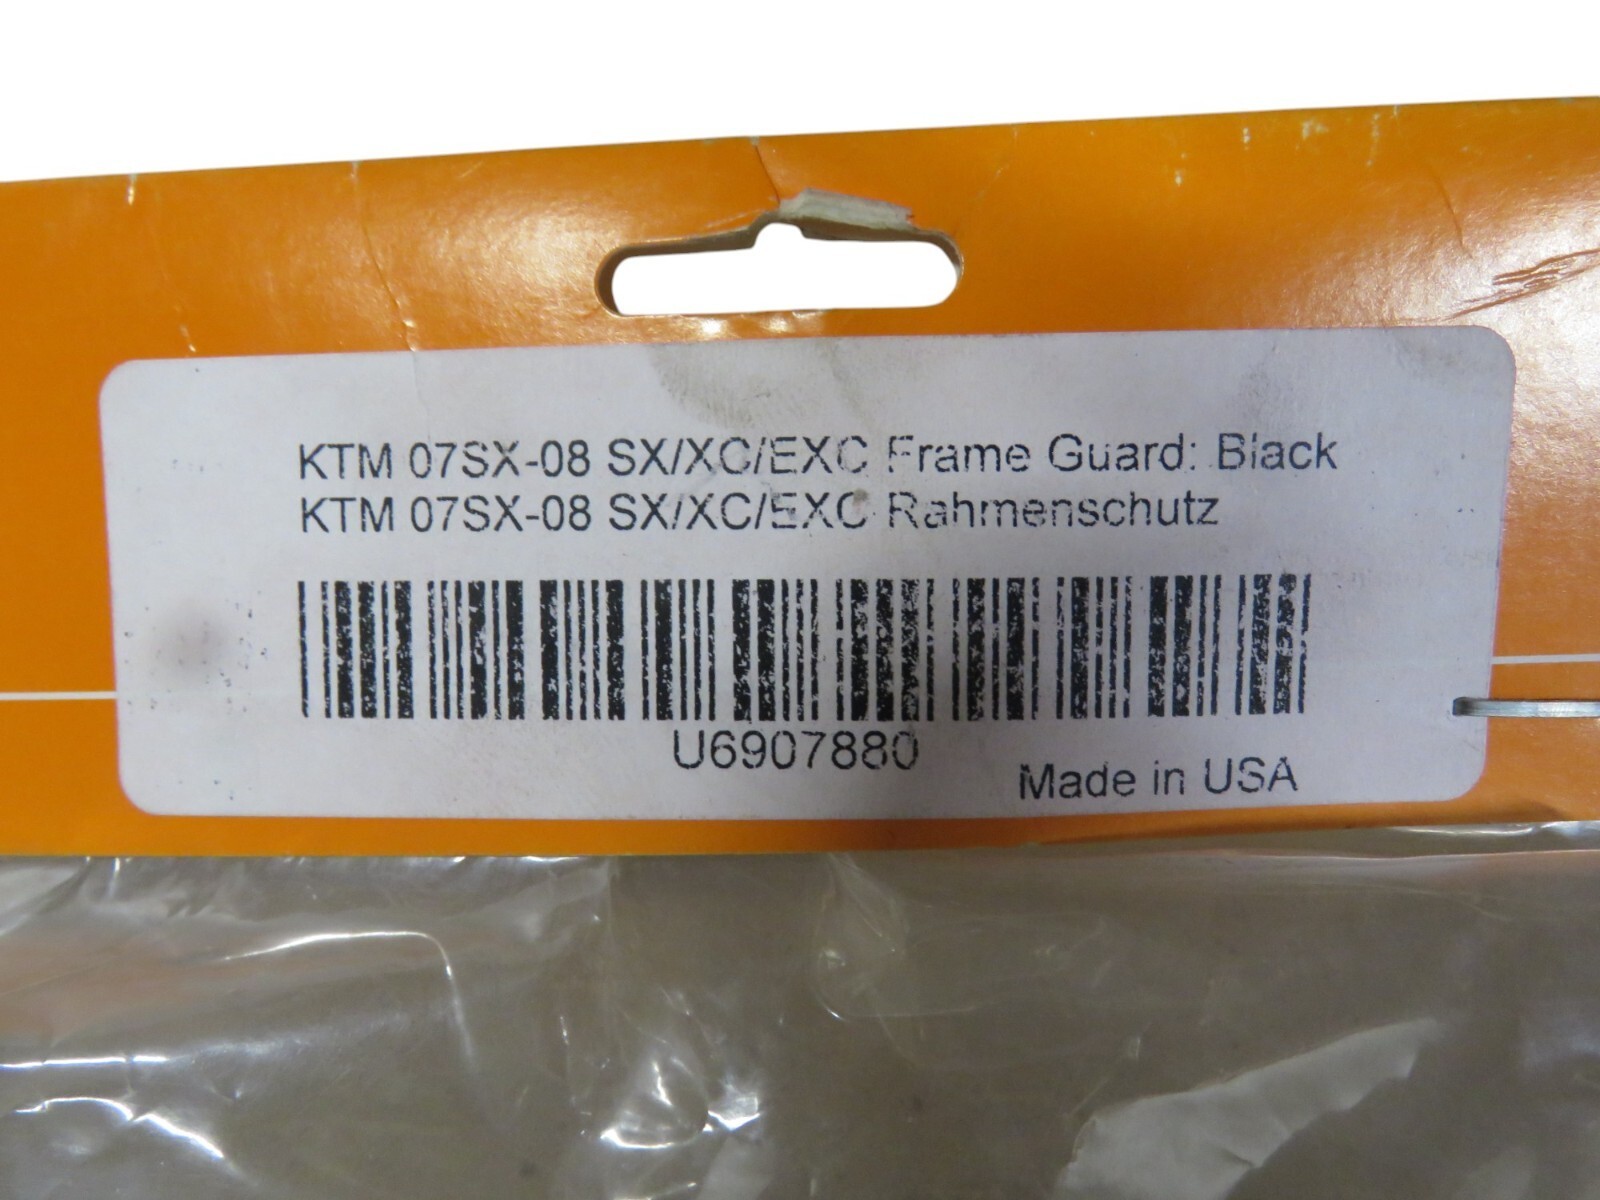 KTM 07SX-08 SX/XC/EXC Frame Guard: Black
KTM 07SX-08 SX/XC/EXC Rahmenschutz
U6907880
Made in USA